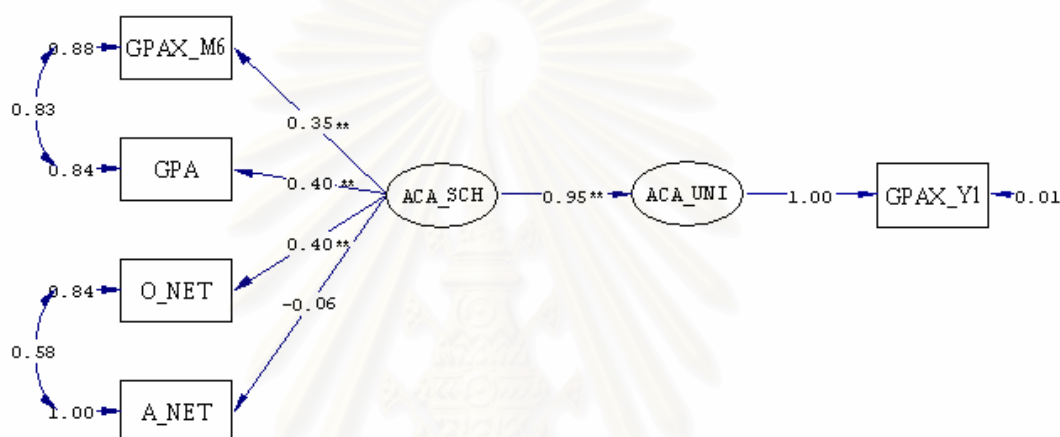 0.88 GPAX_M6
0.83
0.35**
0.84 GPA
0.40**
ACA_SCH 0.95** ACA_UNI 1.00 GPAX_Y1 0.01
0.40**
0.84 O_NET
-0.06
0.58
1.00 A_NET